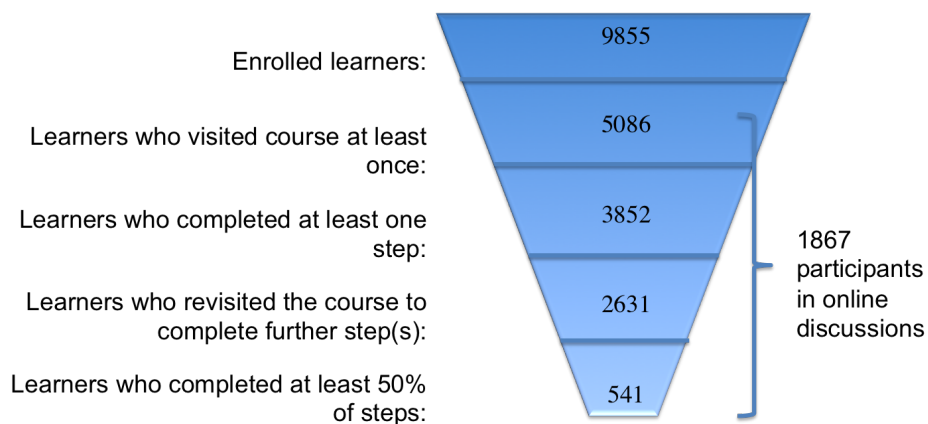 9855
Enrolled learners:
5086
Learners who visited course at least
once:
3852
Learners who completed at least one
step:
1867
participants
in online
discussions
2631
Learners who revisited the course to
complete further step(s):
541
Learners who completed at least 50%
of steps: